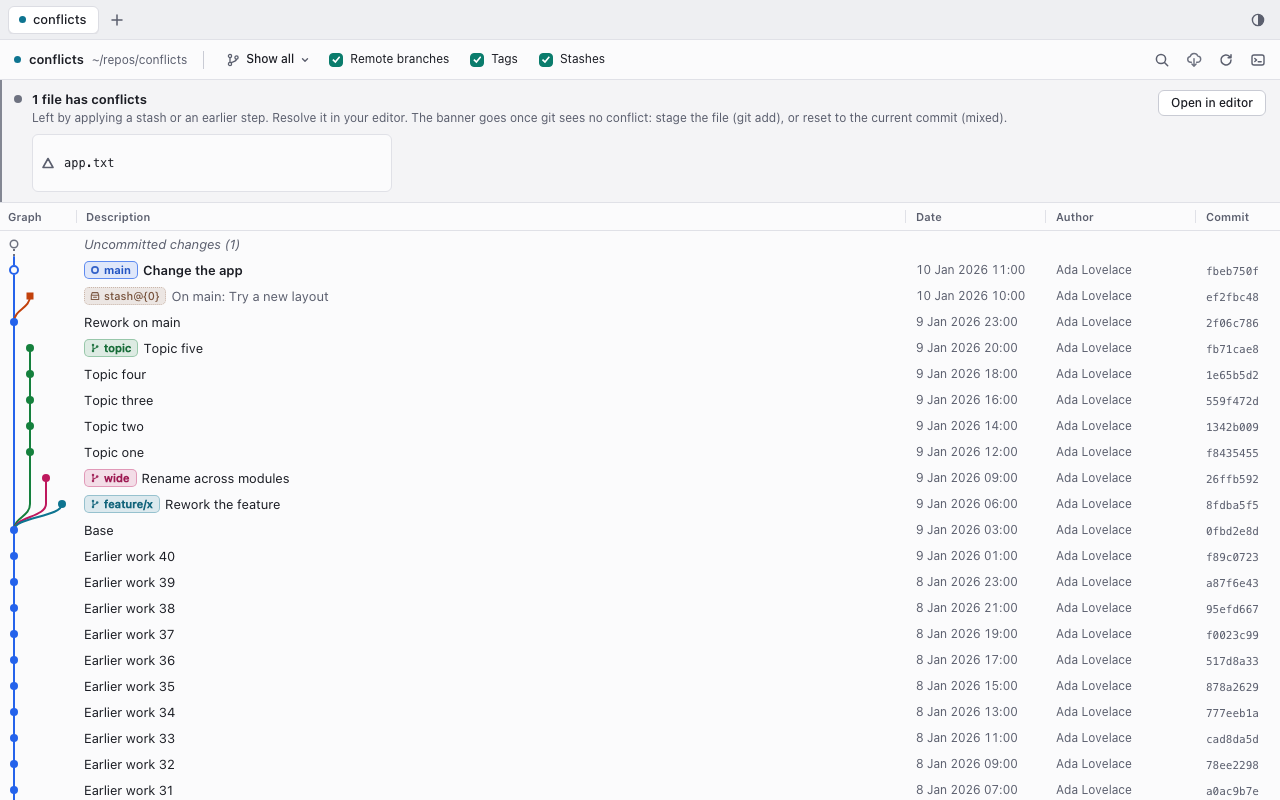 conflicts
conflicts ~/repos/conflicts Show all Remote branches Tags Stashes
1 file has conflicts
Open in editor
Left by applying a stash or an earlier step. Resolve it in your editor. The banner goes once git sees no conflict: stage the file (git add), or reset to the current commit (mixed).
app.txt
Graph Description Date Author Commit
Uncommitted changes (1)
main Change the app 10 Jan 2026 11:00 Ada Lovelace fbeb750f
stash@{0} On main: Try a new layout 10 Jan 2026 10:00 Ada Lovelace ef2fbc48
Rework on main 9 Jan 2026 23:00 Ada Lovelace 2f06c786
topic Topic five 9 Jan 2026 20:00 Ada Lovelace fb71cae8
Topic four 9 Jan 2026 18:00 Ada Lovelace 1e65b5d2
Topic three 9 Jan 2026 16:00 Ada Lovelace 559f472d
Topic two 9 Jan 2026 14:00 Ada Lovelace 1342b009
Topic one 9 Jan 2026 12:00 Ada Lovelace f8435455
wide Rename across modules 9 Jan 2026 09:00 Ada Lovelace 26ffb592
feature/x Rework the feature 9 Jan 2026 06:00 Ada Lovelace 8fdba5f5
Base 9 Jan 2026 03:00 Ada Lovelace 0fbd2e8d
Earlier work 40 9 Jan 2026 01:00 Ada Lovelace f89c0723
Earlier work 39 8 Jan 2026 23:00 Ada Lovelace a87f6e43
Earlier work 38 8 Jan 2026 21:00 Ada Lovelace 95efd667
Earlier work 37 8 Jan 2026 19:00 Ada Lovelace f0023c99
Earlier work 36 8 Jan 2026 17:00 Ada Lovelace 517d8a33
Earlier work 35 8 Jan 2026 15:00 Ada Lovelace 878a2629
Earlier work 34 8 Jan 2026 13:00 Ada Lovelace 777eeb1a
Earlier work 33 8 Jan 2026 11:00 Ada Lovelace cad8da5d
Earlier work 32 8 Jan 2026 09:00 Ada Lovelace 78ee2298
Earlier work 31 8 Jan 2026 07:00 Ada Lovelace a0ac9b7e